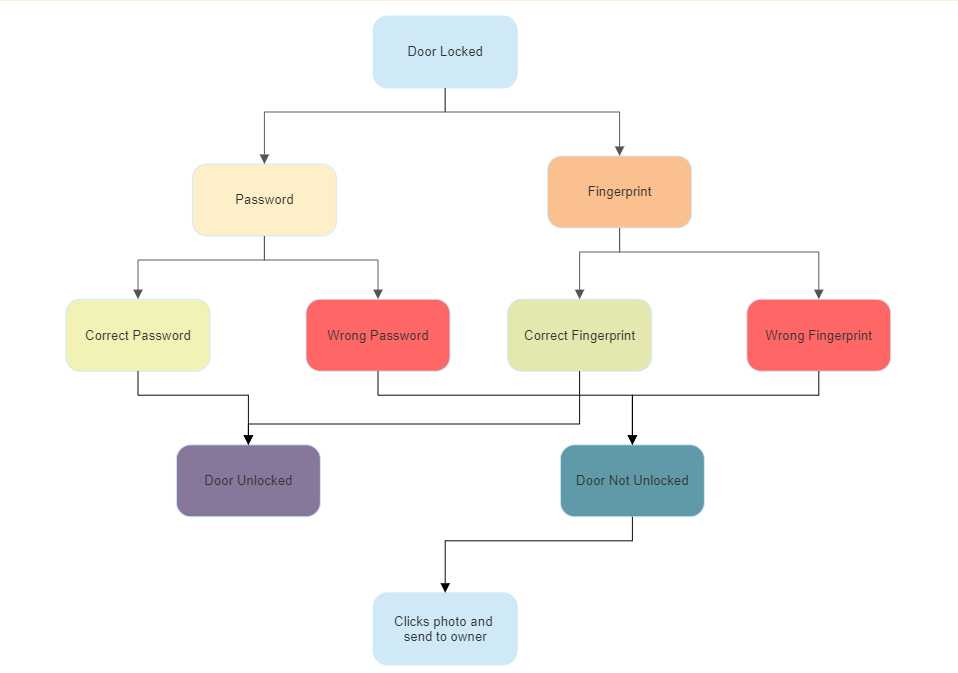 Door Locked
Password
Fingerprint
Correct Password
Wrong Password
Correct Fingerprint
Wrong Fingerprint
Door Unlocked
Door Not Unlocked
Clicks photo and
send to owner